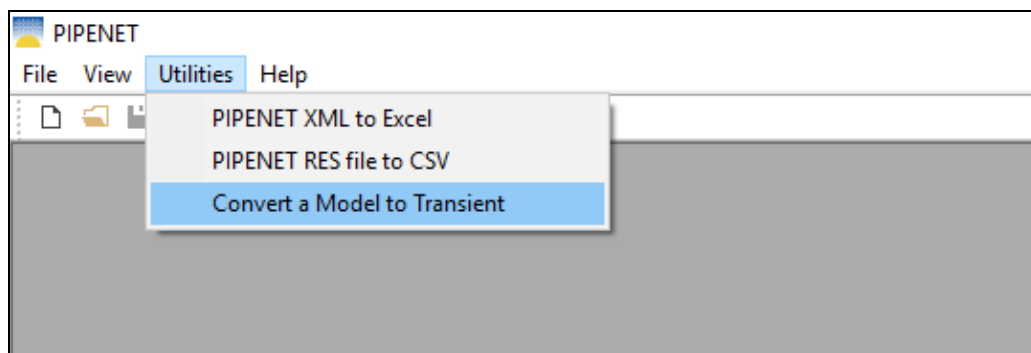 PIPENET
File View Utilities Help
PIPENET XML to Excel
PIPENET RES file to CSV
Convert a Model to Transient